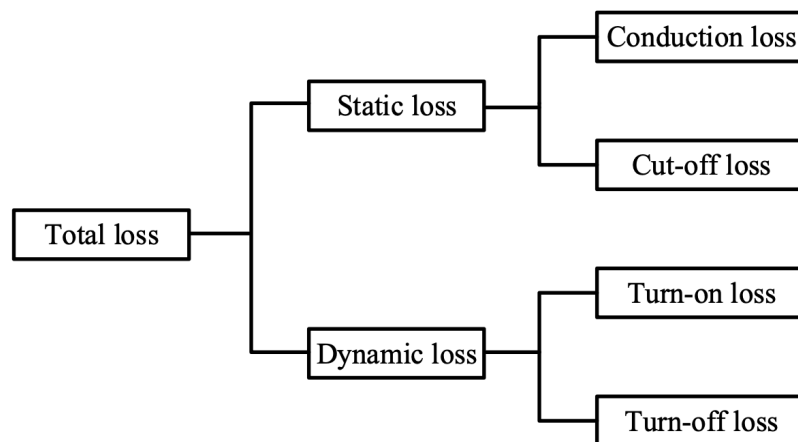 Conduction loss
Static loss
Cut-off loss
Total loss
Turn-on loss
Dynamic loss
Turn-off loss